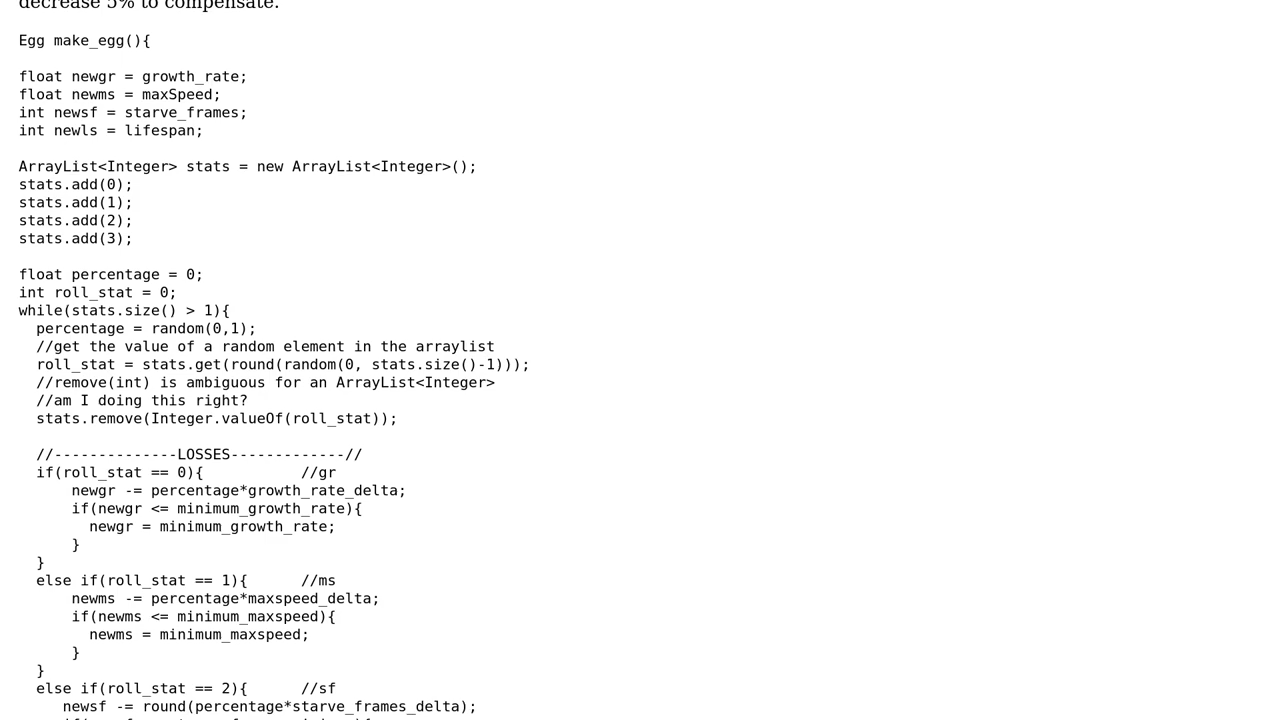 decrease 5% to compensate.
Egg make_egg(){
float newgr = growth_rate;
float newms = maxSpeed;
int newsf = starve_frames;
int newls = lifespan;
ArrayList<Integer> stats = new ArrayList<Integer>();
stats.add(0);
stats.add(1);
stats.add(2);
stats.add(3);
float percentage = 0;
int roll_stat = 0;
while(stats.size() > 1){
  percentage = random(0,1);
  //get the value of a random element in the arraylist
  roll_stat = stats.get(round(random(0, stats.size()-1)));
  //remove(int) is ambiguous for an ArrayList<Integer>
  //am I doing this right?
  stats.remove(Integer.valueOf(roll_stat));
  //--------------LOSSES-------------//
  if(roll_stat == 0){           //gr
      newgr -= percentage*growth_rate_delta;
      if(newgr <= minimum_growth_rate){
        newgr = minimum_growth_rate;
      }
  }
  else if(roll_stat == 1){      //ms
      newms -= percentage*maxspeed_delta;
      if(newms <= minimum_maxspeed){
        newms = minimum_maxspeed;
      }
  }
  else if(roll_stat == 2){      //sf
     newsf -= round(percentage*starve_frames_delta);